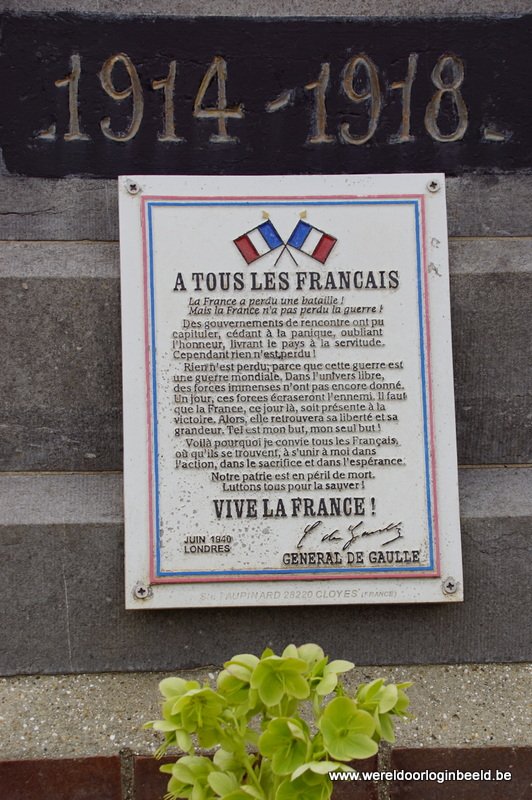 -1914-1918-
A TOUS LES FRANCAIS
La France a perdu une bataille !
Mais la France n'a pas perdu la guerre !
Des gouvernements de rencontre ont pu
capituler, cédant à la panique, oubliant
l'honneur, livrant le pays à la servitude.
Cependant rien n'est perdu !
Rien n'est perdu, parce que cette guerre est
une guerre mondiale. Dans l'univers libre,
des forces immenses n'ont pas encore donné.
Un jour, ces forces écraseront l'ennemi. Il faut
que la France, ce jour là, soit présente à la
victoire. Alors, elle retrouvera sa liberté et sa
grandeur. Tel est mon but, mon seul but !
Voilà pourquoi je convie tous les Français,
où qu'ils se trouvent, à s'unir à moi dans
l'action, dans le sacrifice et dans l'espérance.
Notre patrie est en péril de mort.
Luttons tous pour la sauver !
VIVE LA FRANCE !
JUIN 1940
LONDRES
GENERAL DE GAULLE
AUPINARD 28220 CLOYES (FRANCE)
www.wereldoorloginbeeld.be